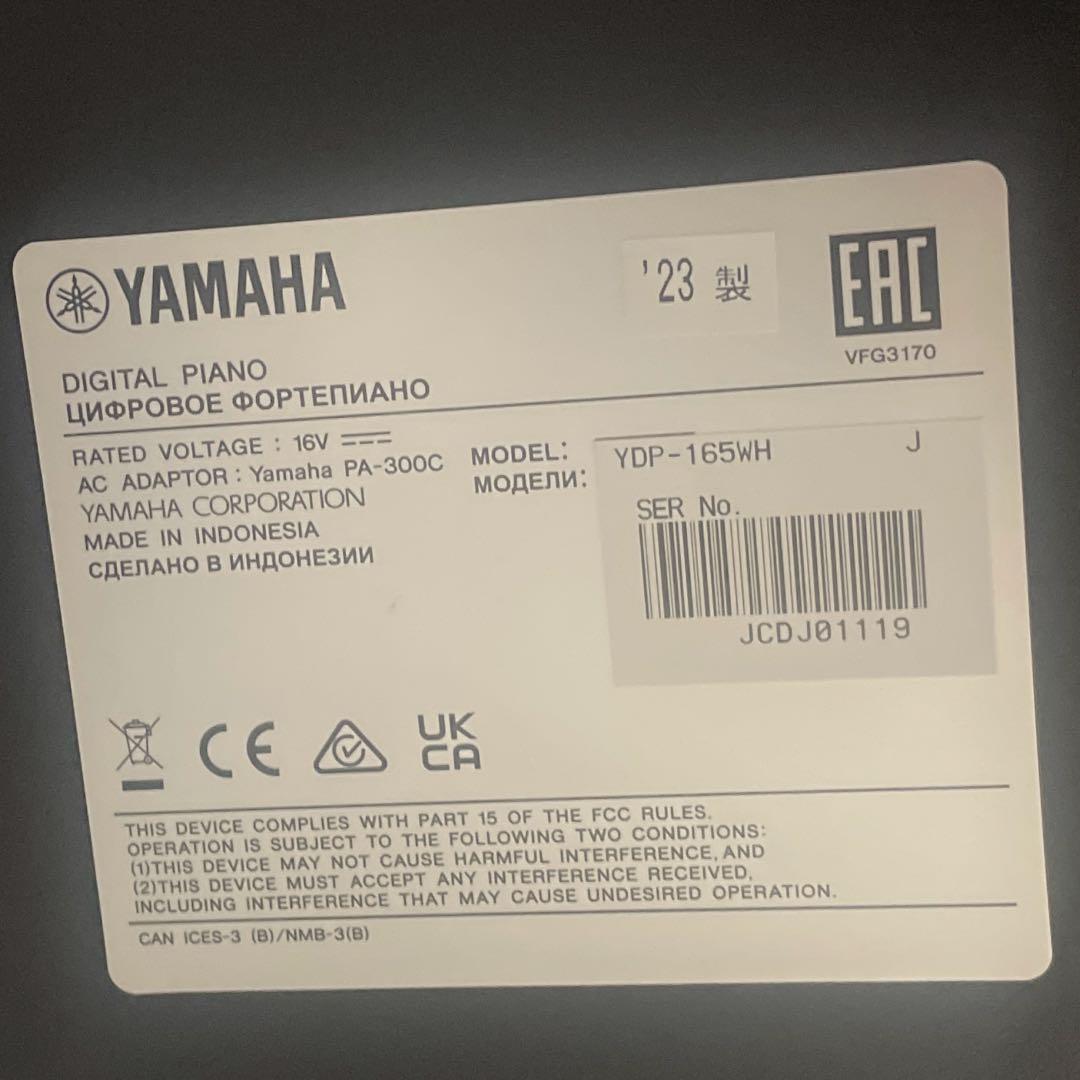 YAMAHA
'23 製
EAC
VFG3170
DIGITAL PIANO
ЦИФРОВОЕ ФОРТЕПИАНО
RATED VOLTAGE : 16V
AC ADAPTOR : Yamaha PA-300C
YAMAHA CORPORATION
MADE IN INDONESIA
СДЕЛАНО В ИНДОНЕЗИИ
MODEL: YDP-165WH J
МОДЕЛИ:
SER No.
JCDJ01119
CE
UK
CA
THIS DEVICE COMPLIES WITH PART 15 OF THE FCC RULES.
OPERATION IS SUBJECT TO THE FOLLOWING TWO CONDITIONS:
(1)THIS DEVICE MAY NOT CAUSE HARMFUL INTERFERENCE, AND
(2)THIS DEVICE MUST ACCEPT ANY INTERFERENCE RECEIVED,
INCLUDING INTERFERENCE THAT MAY CAUSE UNDESIRED OPERATION.
CAN ICES-3 (B)/NMB-3(B)